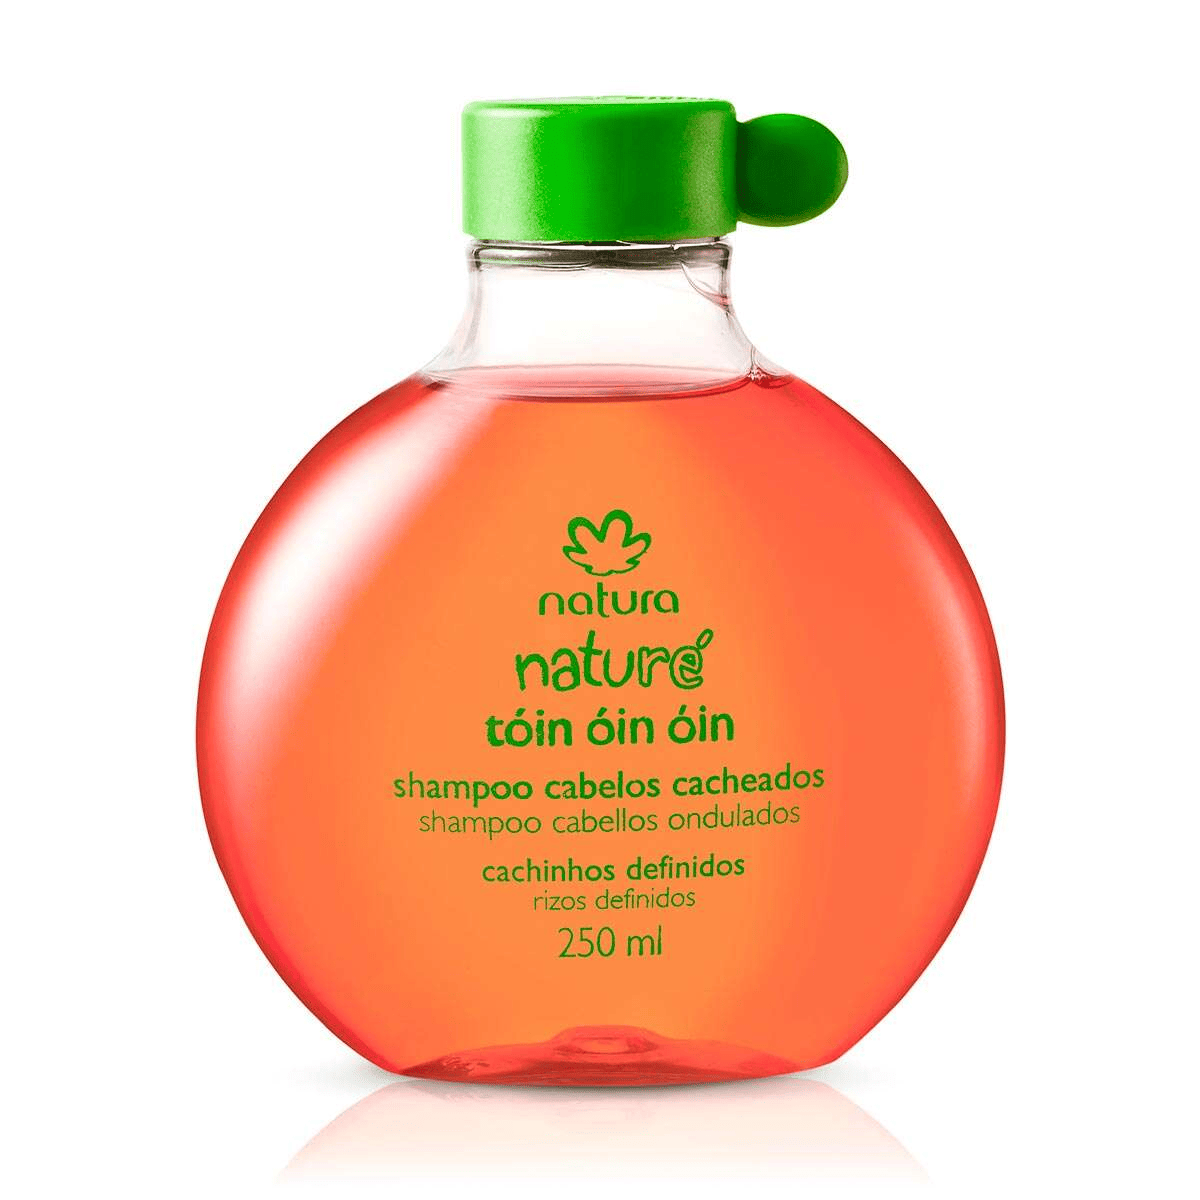 natura
naturé
tóin óin óin
shampoo cabelos cacheados
shampoo cabellos ondulados
cachinhos definidos
rizos definidos
250 ml